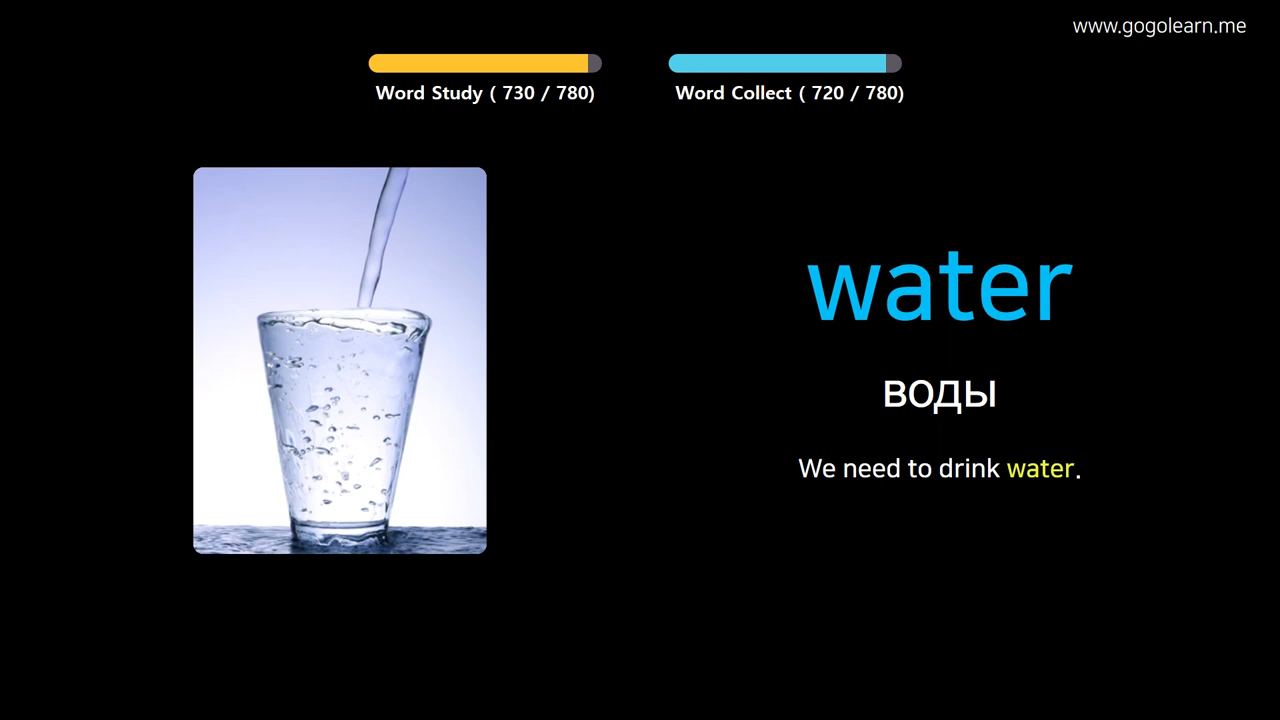 www.gogolearn.me
Word Study ( 730 / 780)
Word Collect ( 720 / 780)
water
воды
We need to drink water.